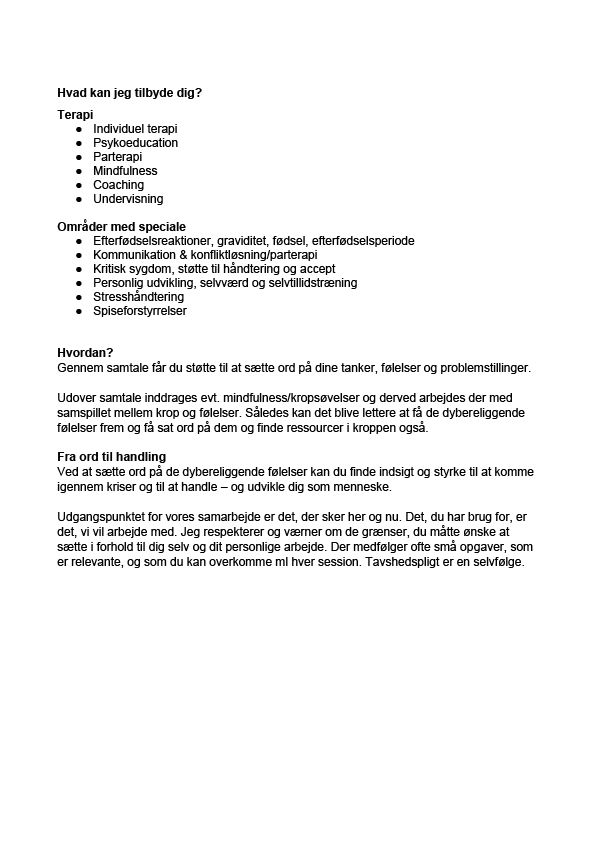 Hvad kan jeg tilbyde dig?
Terapi
● Individuel terapi
● Psykoeducation
● Parterapi
● Mindfulness
● Coaching
● Undervisning
Områder med speciale
● Efterfødselsreaktioner, graviditet, fødsel, efterfødselsperiode
● Kommunikation & konfliktløsning/parterapi
● Kritisk sygdom, støtte til håndtering og accept
● Personlig udvikling, selvværd og selvtillidstræning
● Stresshåndtering
● Spiseforstyrrelser
Hvordan?
Gennem samtale får du støtte til at sætte ord på dine tanker, følelser og problemstillinger.
Udover samtale inddrages evt. mindfulness/kropsøvelser og derved arbejdes der med
samspillet mellem krop og følelser. Således kan det blive lettere at få de dybereliggende
følelser frem og få sat ord på dem og finde ressourcer i kroppen også.
Fra ord til handling
Ved at sætte ord på de dybereliggende følelser kan du finde indsigt og styrke til at komme
igennem kriser og til at handle – og udvikle dig som menneske.
Udgangspunktet for vores samarbejde er det, der sker her og nu. Det, du har brug for, er
det, vi vil arbejde med. Jeg respekterer og værner om de grænser, du måtte ønske at
sætte i forhold til dig selv og dit personlige arbejde. Der medfølger ofte små opgaver, som
er relevante, og som du kan overkomme ml hver session. Tavshedspligt er en selvfølge.